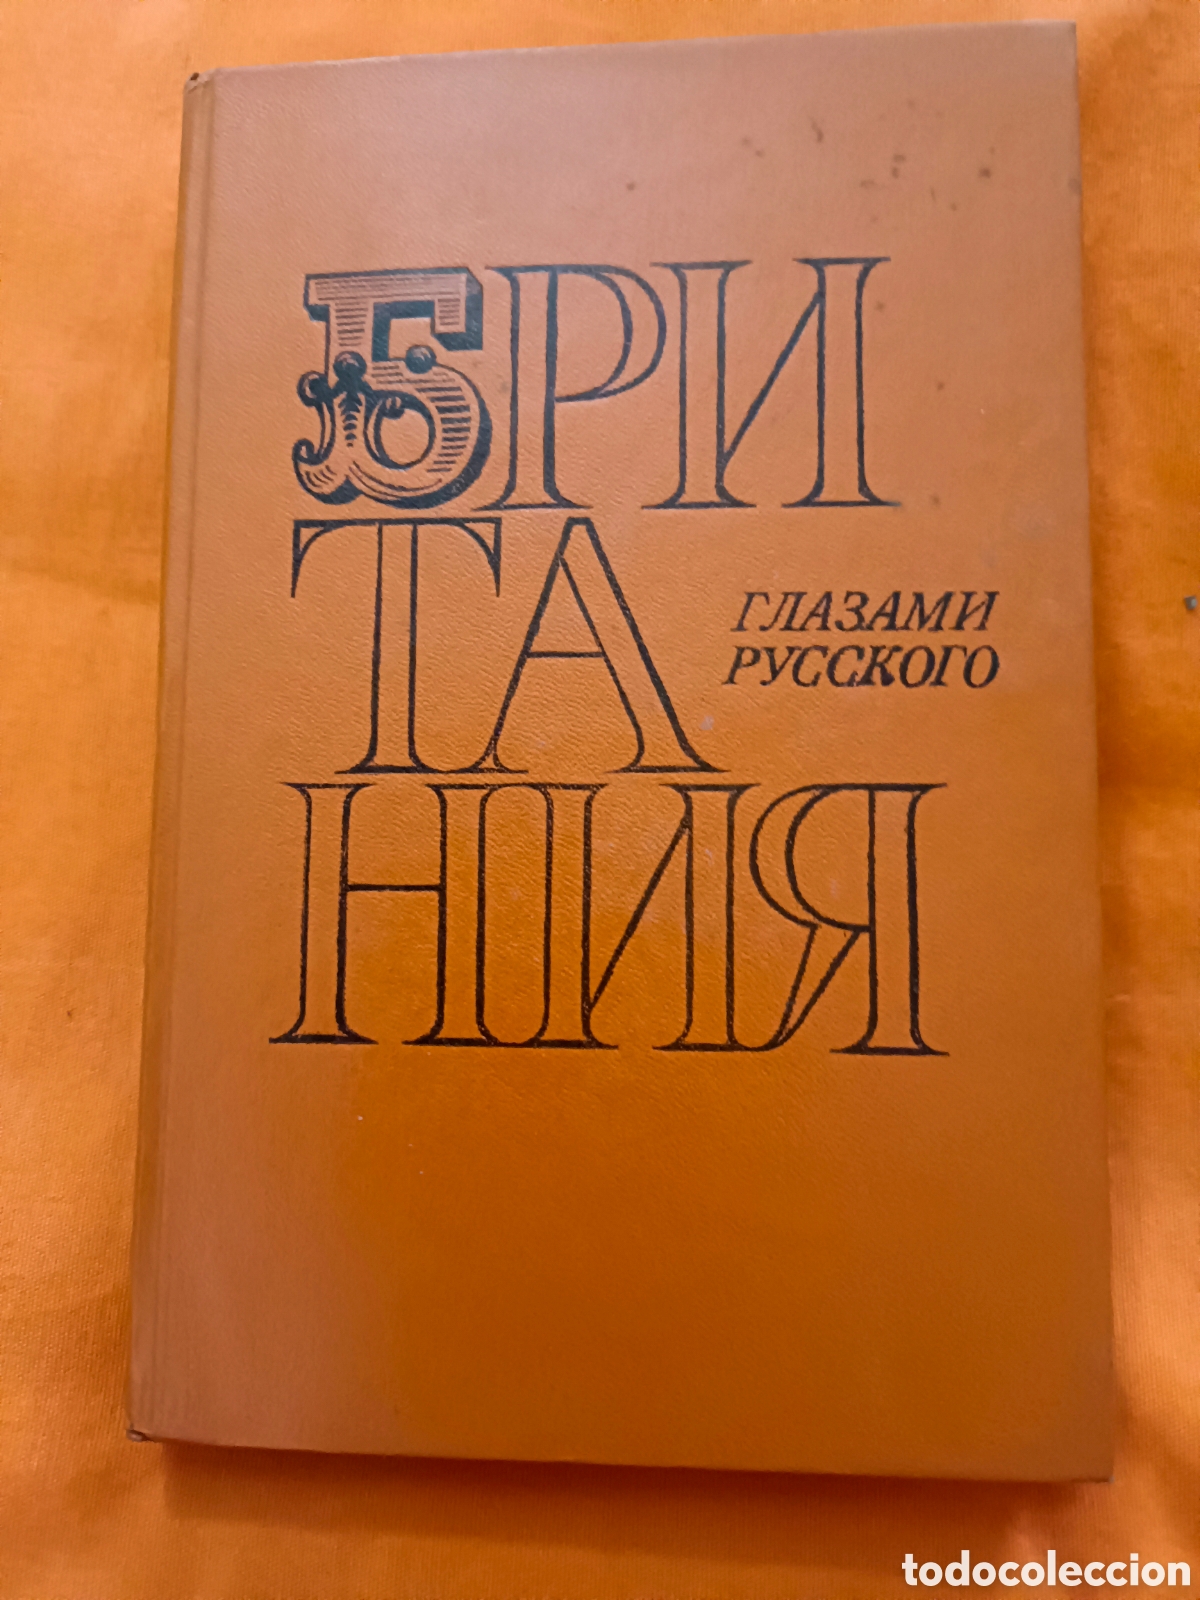 БРИ
ТА
ГЛАЗАМИ
РУССКОГО
НИЯ
todocoleccion